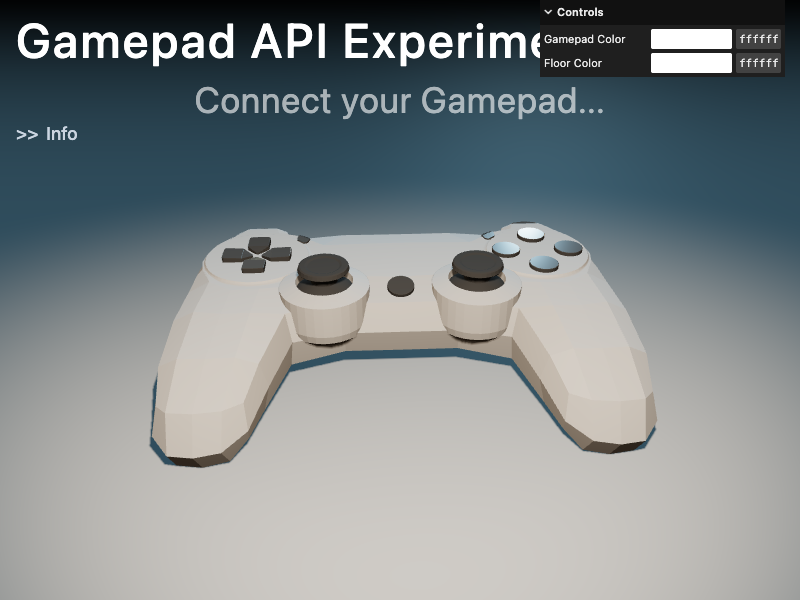 Gamepad API Experime
Controls
Gamepad Color ffffff
Floor Color ffffff
Connect your Gamepad...
>> Info